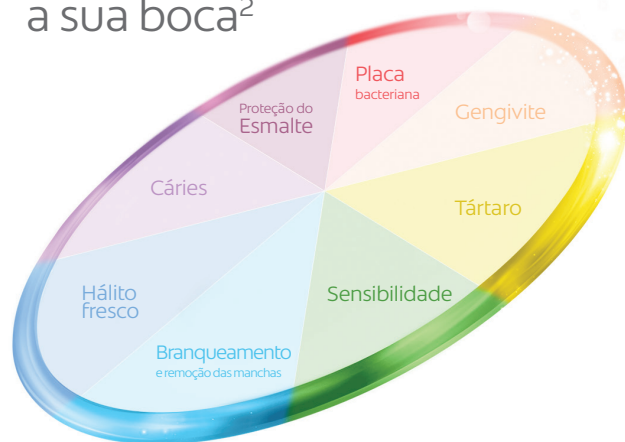 a sua boca²
Placa
bacteriana
Gengivite
Proteção do
Esmalte
Cáries
Tártaro
Hálito
fresco
Sensibilidade
Branqueamento
e remoção das manchas